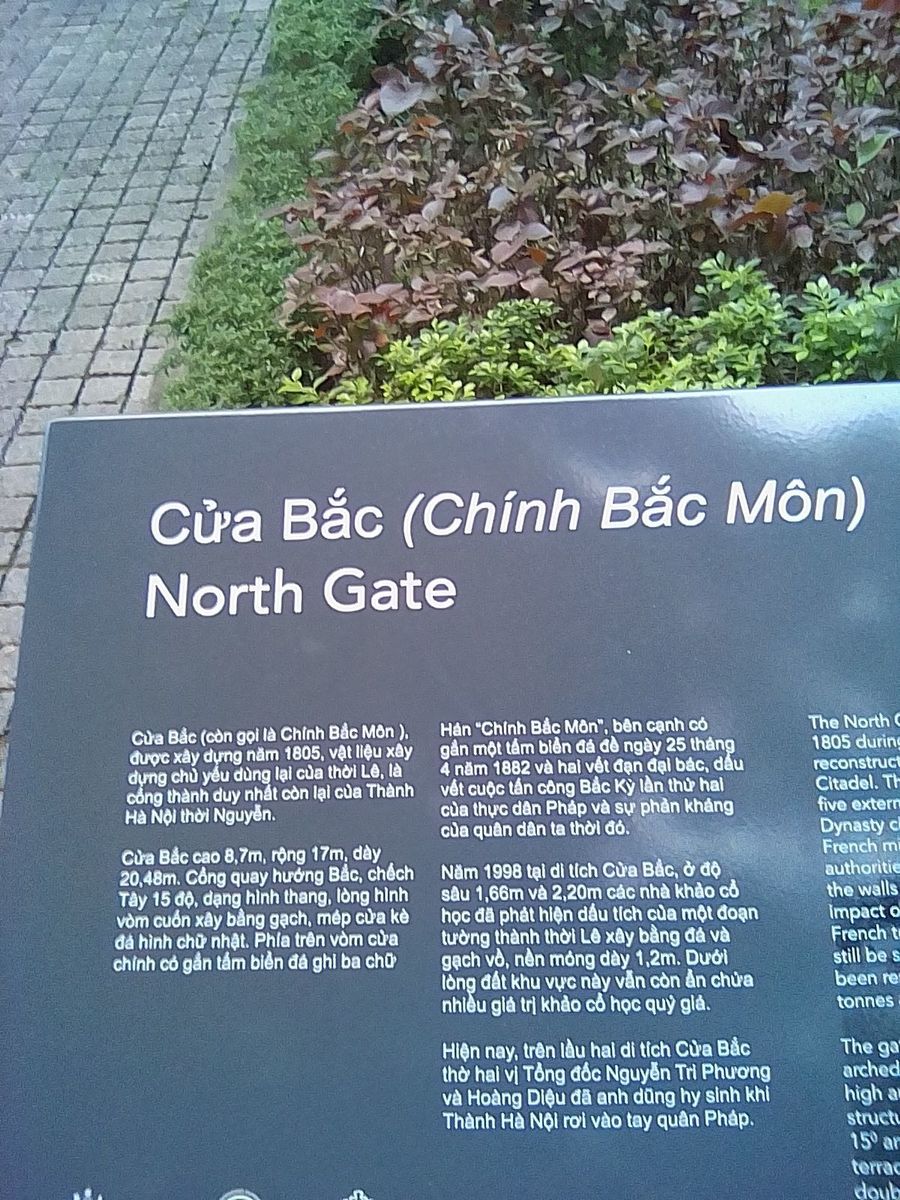 Cửa Bắc (Chính Bắc Môn)
North Gate
Cửa Bắc (còn gọi là Chính Bắc Môn ),
được xây dựng năm 1805, vật liệu xây
dựng chủ yếu dùng lại của thời Lê, là
cổng thành duy nhất còn lại của Thành
Hà Nội thời Nguyễn.
Cửa Bắc cao 8,7m, rộng 17m, dày
20,48m. Cổng quay hướng Bắc, chếch
Tây 15 độ, dạng hình thang, lòng hình
vòm cuốn xây bằng gạch, mép cửa kè
đá hình chữ nhật. Phía trên vòm cửa
chính có gắn tấm biển đá ghi ba chữ
Hán “Chính Bắc Môn”, bên cạnh có
gắn một tấm biển đá đề ngày 25 tháng
4 năm 1882 và hai vết đạn đại bác, dấu
vết cuộc tấn công Bắc Kỳ lần thứ hai
của thực dân Pháp và sự phản kháng
của quân dân ta thời đó.
Năm 1998 tại di tích Cửa Bắc, ở độ
sâu 1,66m và 2,20m các nhà khảo cổ
học đã phát hiện dấu tích của một đoạn
tường thành thời Lê xây bằng đá và
gạch vồ, nền móng dày 1,2m. Dưới
lòng đất khu vực này vẫn còn ẩn chứa
nhiều giá trị khảo cổ học quý giá.
Hiện nay, trên lầu hai di tích Cửa Bắc
thờ hai vị Tổng đốc Nguyễn Tri Phương
và Hoàng Diệu đã anh dũng hy sinh khi
Thành Hà Nội rơi vào tay quân Pháp.
The North
1805 during
reconstruct
Citadel.
five extern
Dynasty
French
authoritie
the walls
impact
French
still be
been
tonnes
The
arched
high
struct
15⁰
terrac
doub